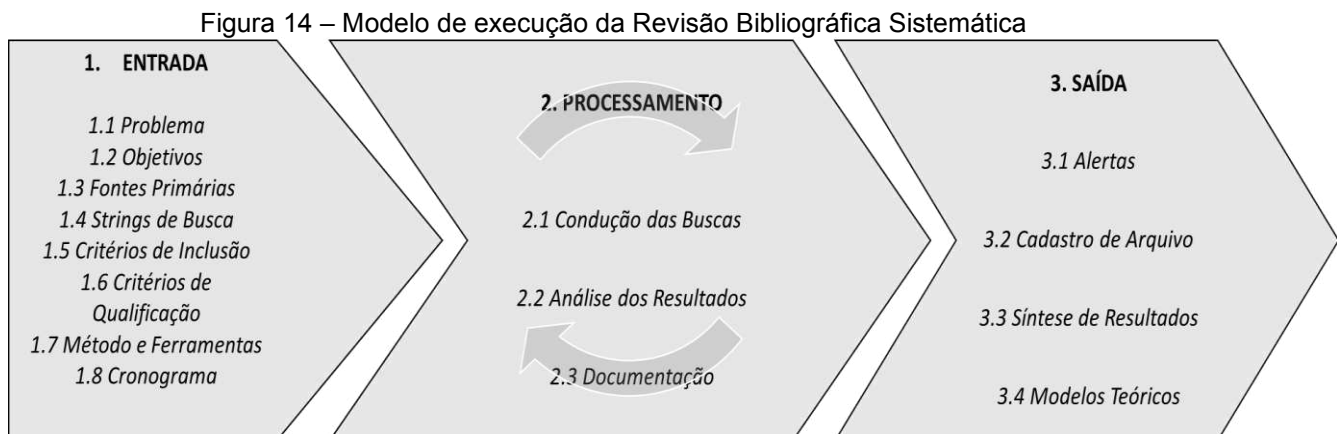 Figura 14 – Modelo de execução da Revisão Bibliográfica Sistemática
1. ENTRADA
1.1 Problema
1.2 Objetivos
1.3 Fontes Primárias
1.4 Strings de Busca
1.5 Critérios de Inclusão
1.6 Critérios de
Qualificação
1.7 Método e Ferramentas
1.8 Cronograma
2. PROCESSAMENTO
2.1 Condução das Buscas
2.2 Análise dos Resultados
2.3 Documentação
3. SAÍDA
3.1 Alertas
3.2 Cadastro de Arquivo
3.3 Síntese de Resultados
3.4 Modelos Teóricos